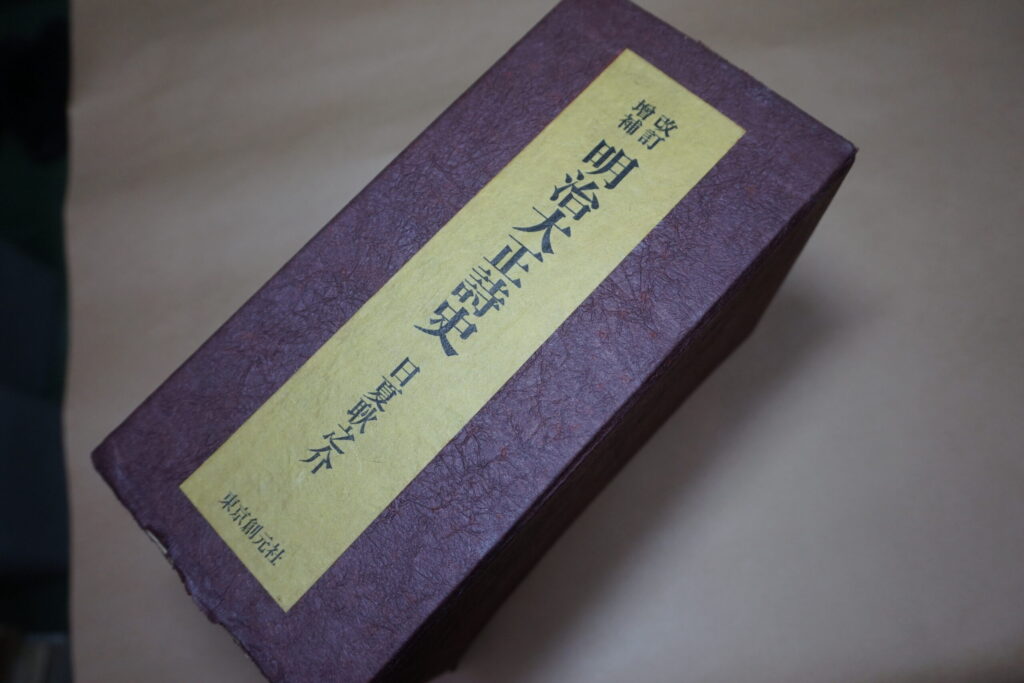 改訂
増補
明治大正詩史
日夏耿之介
東京創元社